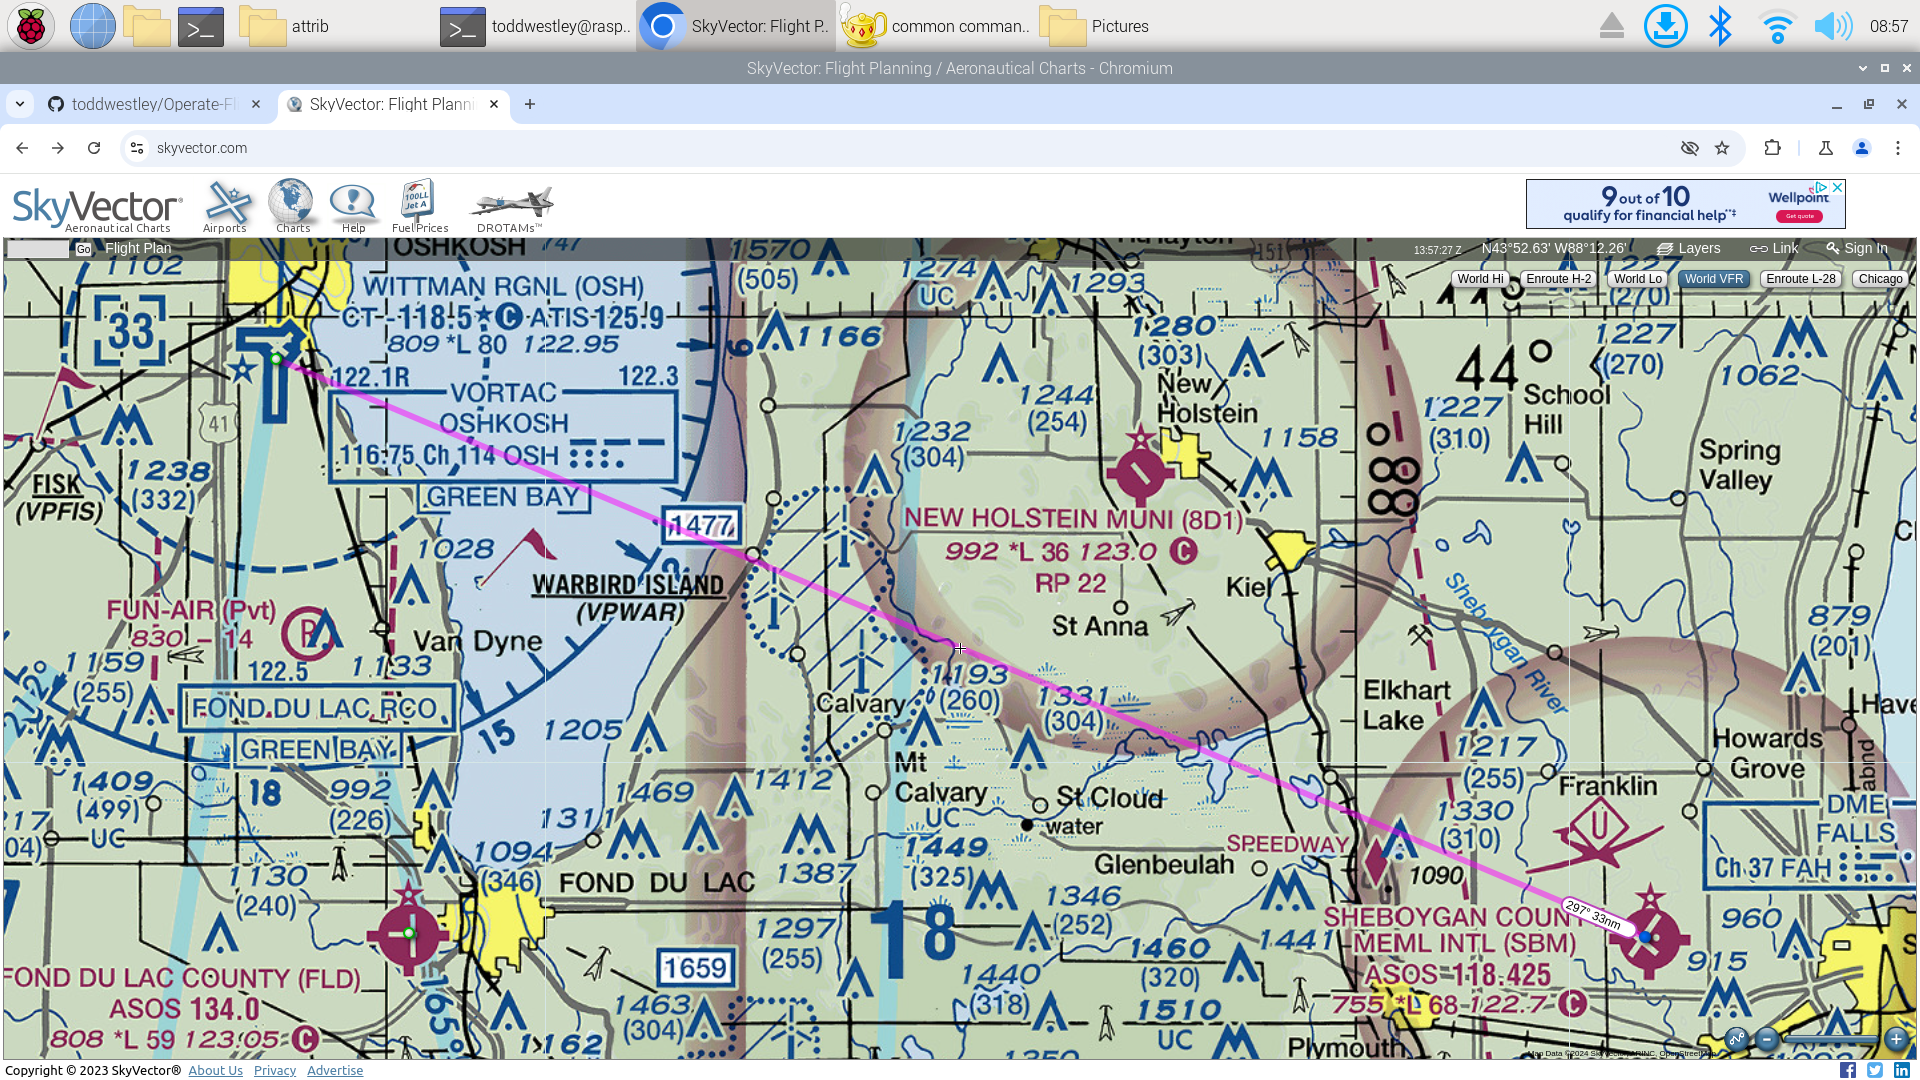 attrib
toddwestley@rasp..
SkyVector: Flight P..
common comman..
Pictures
08:57
SkyVector: Flight Planning / Aeronautical Charts - Chromium
toddwestley/Operate-Fl
SkyVector: Flight Planni
skyvector.com
SkyVector
Aeronautical Charts
Airports
Charts
Help
100LL
Jet A
Fuel Prices
DROTAMs™
9 out of 10
qualify for financial help
Wellpoint
Get quote
Go
Flight Plan
13:57:27 Z
N43°52.63' W88°12.26'
Layers
Link
Sign In
World Hi
Enroute H-2
World Lo
World VFR
Enroute L-28
Chicago
OSHKOSH
1102
33
WITTMAN RGNL (OSH)
CT - 118.5 C ATIS 125.9
809 *L 80 122.95
122.1R
122.3
VORTAC
OSHKOSH
116.75 Ch 114 OSH
GREEN BAY
41
1238
(332)
FISK
(VPFIS)
1570
(505)
1274
UC
1293
1166
1280
(303)
New
Holstein
1244
(254)
1232
(304)
1158
1227
(270)
1227
(270)
44°
School
Hill
1227
(310)
1062
Spring
Valley
1477
NEW HOLSTEIN MUNI (8D1)
992 *L 36 123.0 C
RP 22
Kiel
St Anna
1028
WARBIRD ISLAND
(VPWAR)
FUN-AIR (Pvt)
830 - 14
R
Van Dyne
1159
(255)
122.5
1133
FOND DU LAC RCO
GREEN BAY
212°
15
1205
Calvary
1193
(260)
1331
(304)
Elkhart
Lake
Sheboygan River
879
(201)
1217
(255)
Howards
Grove
Franklin
U
1409
(499)
UC
18
992
(226)
1469
1412
1311
Mt
Calvary
UC
St Cloud
water
1449
(325)
Glenbeulah
SPEEDWAY
1330
(310)
1090
DME
FALLS
Ch 37 FAH
1094
(346)
FOND DU LAC
1387
1130
(240)
1346
(252)
1297
(255)
18
1659
1460
(320)
1441
1440
(318)
1510
UC
297° 33nm
SHEBOYGAN COUN
MEML INTL (SBM)
ASOS 118.425
755 *L 68 122.7 C
960
915
FOND DU LAC COUNTY (FLD)
ASOS 134.0
808 *L 59 123.05 C
165°
1463
(304)
1162
Plymouth
Copyright © 2023 SkyVector® About Us Privacy Advertise